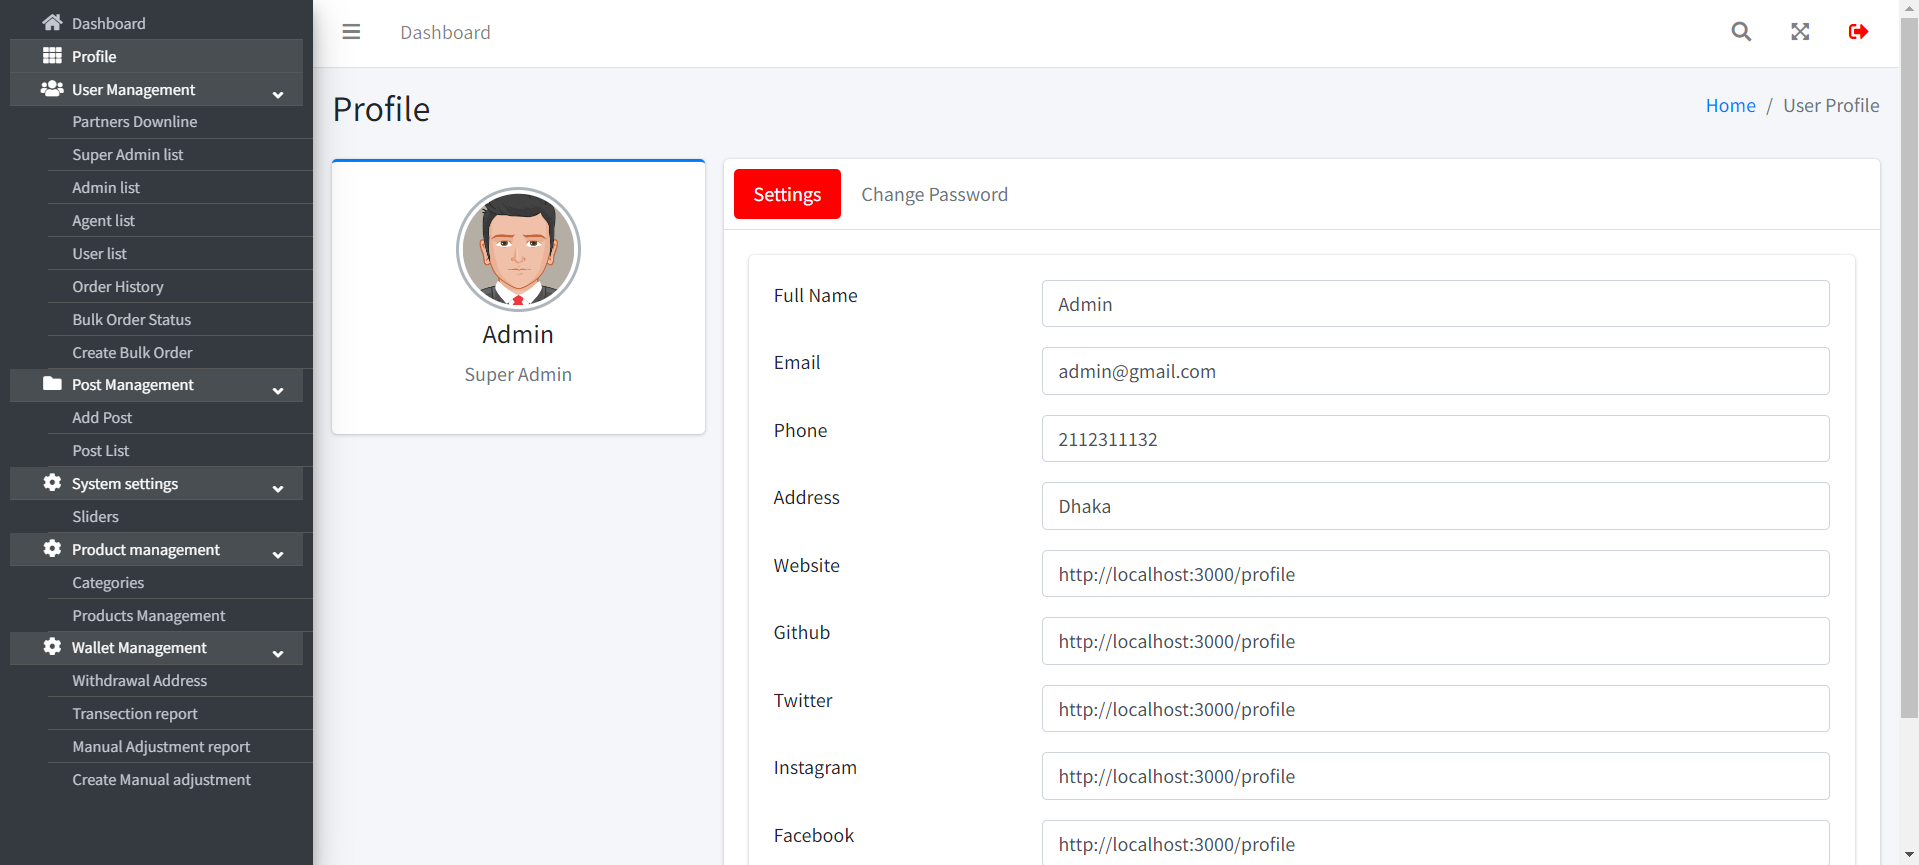 Dashboard
Profile
User Management
Partners Downline
Super Admin list
Admin list
Agent list
User list
Order History
Bulk Order Status
Create Bulk Order
Post Management
Add Post
Post List
System settings
Sliders
Product management
Categories
Products Management
Wallet Management
Withdrawal Address
Transection report
Manual Adjustment report
Create Manual adjustment
Dashboard
Profile
Home / User Profile
Admin
Super Admin
Settings Change Password
Full Name Admin
Email admin@gmail.com
Phone 2112311132
Address Dhaka
Website http://localhost:3000/profile
Github http://localhost:3000/profile
Twitter http://localhost:3000/profile
Instagram http://localhost:3000/profile
Facebook http://localhost:3000/profile